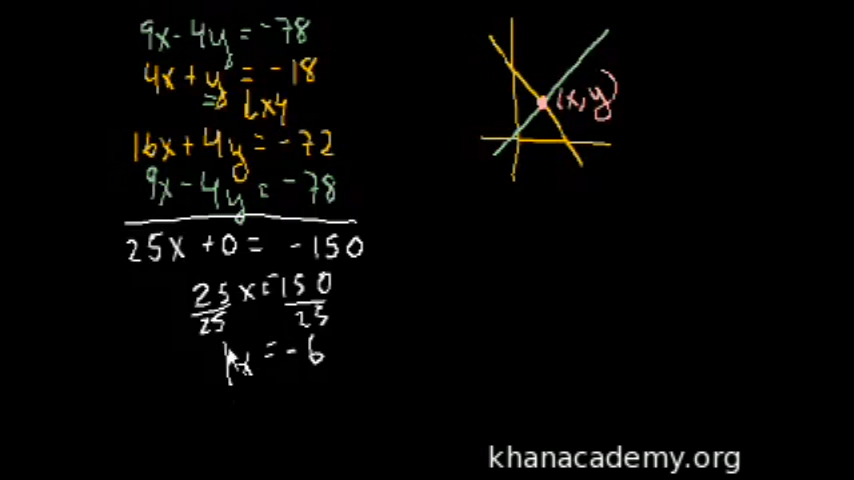 9x - 4y = -78
4x + y = -18
16x + 4y = -72
9x - 4y = -78
25x + 0 = -150
25x = -150
25 25
x = -6
(x, y)
khanacademy.org